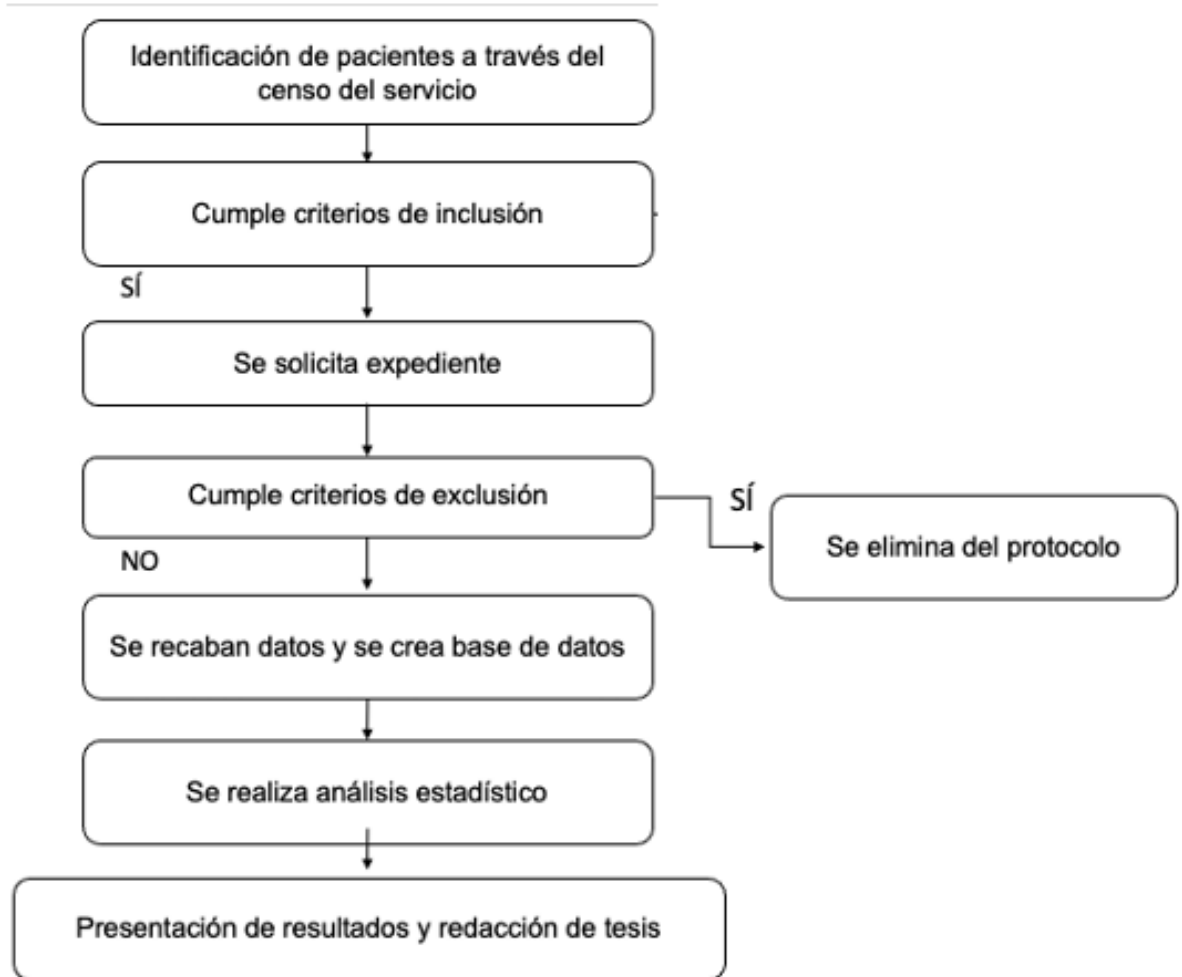 Identificación de pacientes a través del
censo del servicio
Cumple criterios de inclusión
SÍ
Se solicita expediente
Cumple criterios de exclusión
SÍ
Se elimina del protocolo
NO
Se recaban datos y se crea base de datos
Se realiza análisis estadístico
Presentación de resultados y redacción de tesis